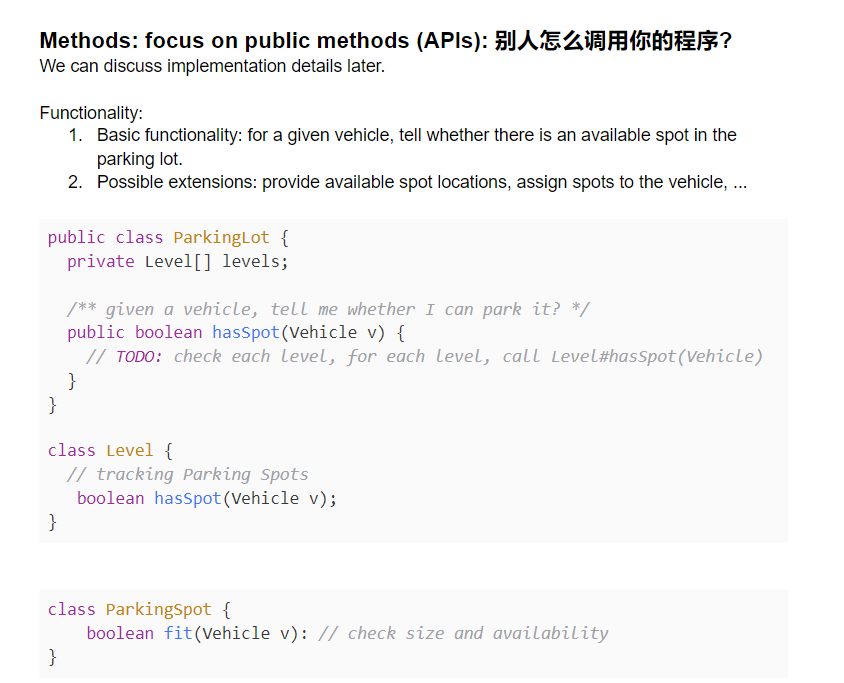 Methods: focus on public methods (APIs): 别人怎么调用你的程序?
We can discuss implementation details later.
Functionality:
1. Basic functionality: for a given vehicle, tell whether there is an available spot in the
parking lot.
2. Possible extensions: provide available spot locations, assign spots to the vehicle, ...
public class ParkingLot {
  private Level[] levels;
  /** given a vehicle, tell me whether I can park it? */
  public boolean hasSpot(Vehicle v) {
    // TODO: check each level, for each level, call Level#hasSpot(Vehicle)
  }
}
class Level {
  // tracking Parking Spots
   boolean hasSpot(Vehicle v);
}
class ParkingSpot {
    boolean fit(Vehicle v): // check size and availability
}